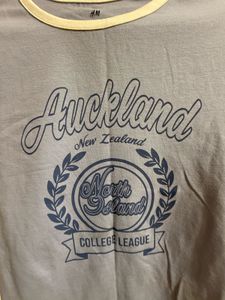 H&M
Auckland
New Zealand
North
Island
COLLEGE LEAGUE